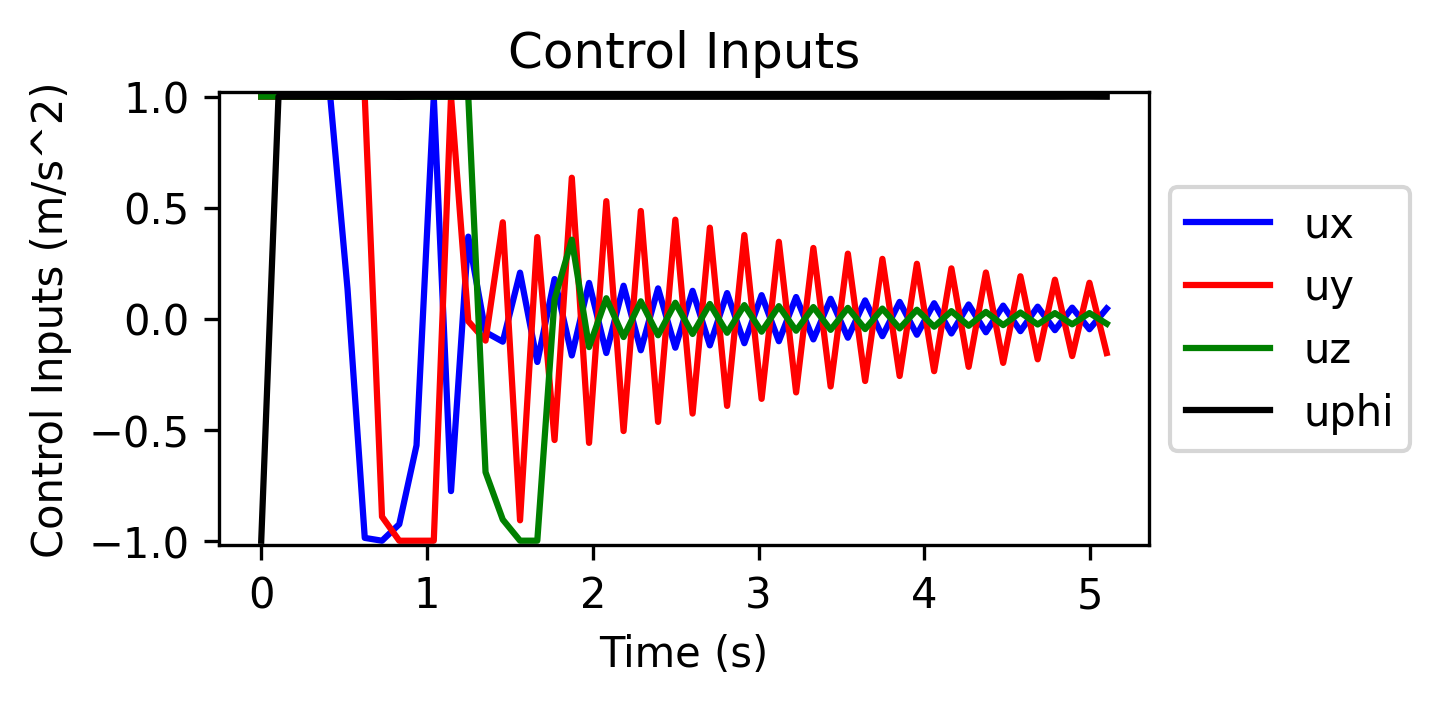 Control Inputs
Control Inputs (m/s^2)
1.0
0.5
0.0
−0.5
−1.0
0 1 2 3 4 5
Time (s)
ux
uy
uz
uphi